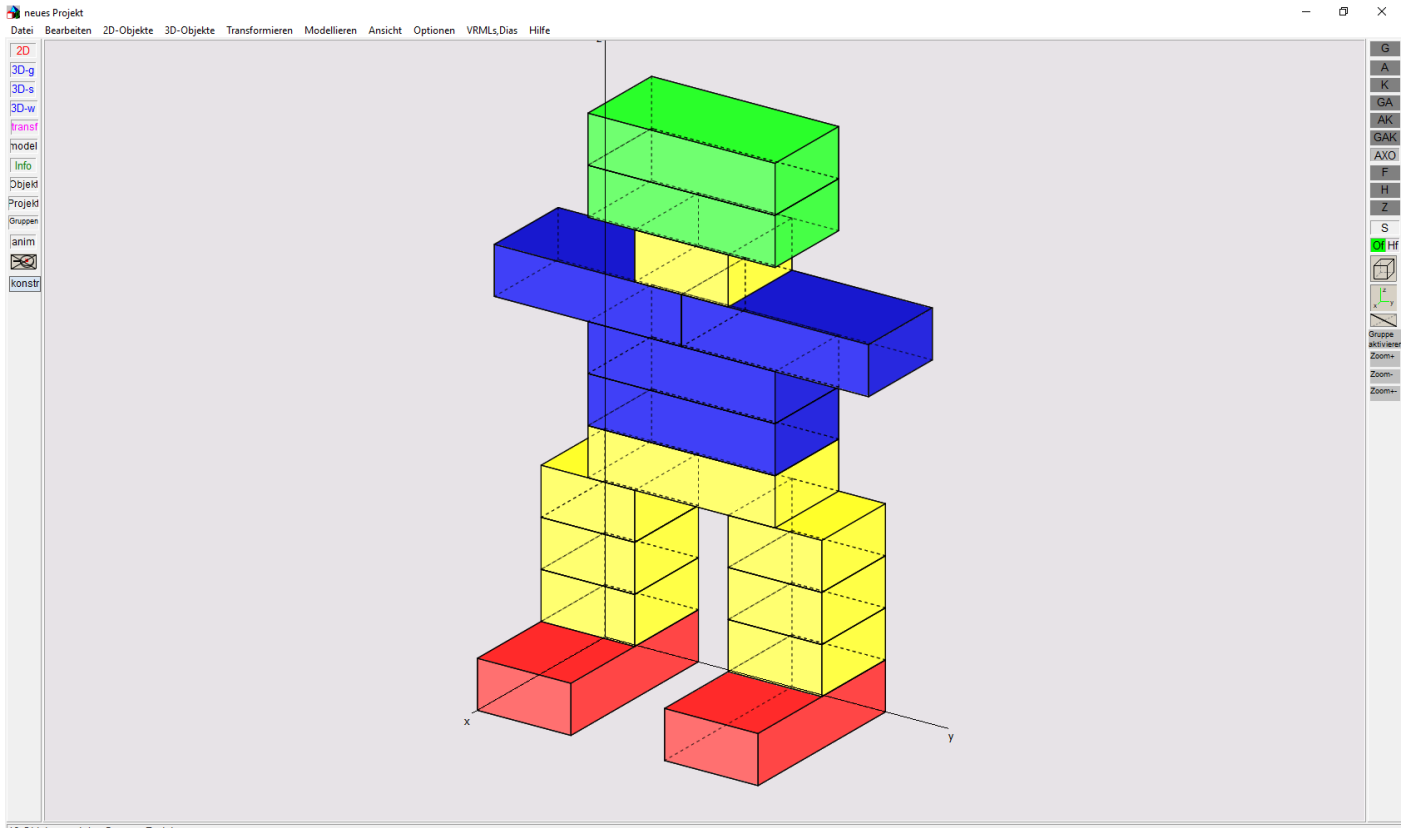 neues Projekt
Datei Bearbeiten 2D-Objekte 3D-Objekte Transformieren Modellieren Ansicht Optionen VRMLs,Dias Hilfe
2D
3D-g
3D-s
3D-w
transf
model
Info
Objekt
Projekt
Gruppen
anim
konstr
z
x
y
G
A
K
GA
AK
GAK
AXO
F
H
Z
S
Of Hf
z
x y
Gruppe
aktivieren
Zoom+
Zoom-
Zoom+-